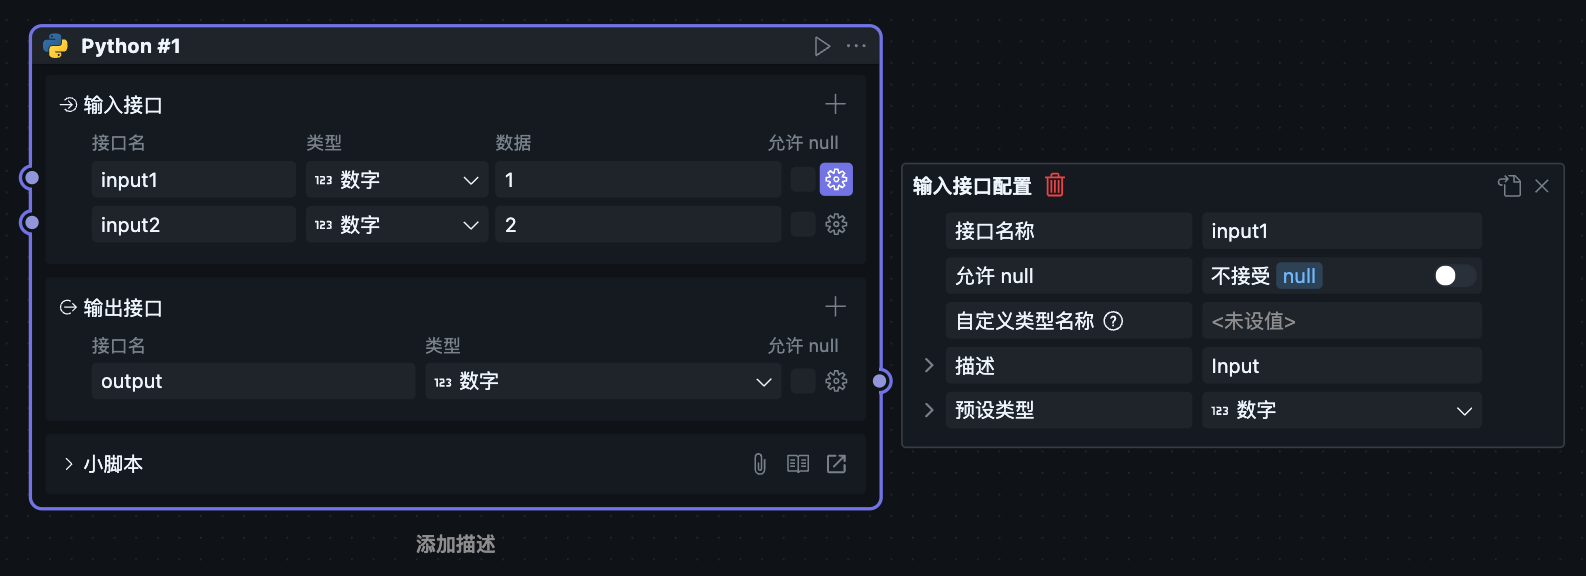 Python #1
输入接口
接口名 类型 数据 允许 null
input1 123 数字 1
input2 123 数字 2
输出接口
接口名 类型 允许 null
output 123 数字
小脚本
添加描述
输入接口配置
接口名称 input1
允许 null 不接受 null
自定义类型名称 ? <未设值>
描述 Input
预设类型 123 数字